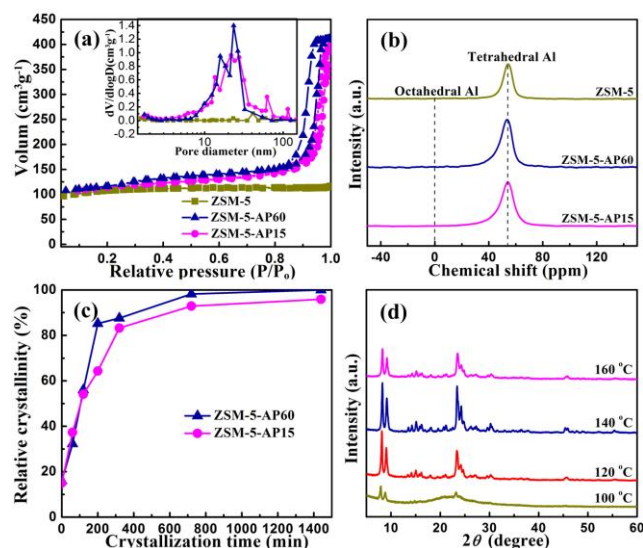 (a)
Volum (cm³g⁻¹)
450
400
350
300
250
200
150
100
50
0
0.2
0.4
0.6
0.8
1.0
Relative pressure (P/Pₒ)
ZSM-5
ZSM-5-AP60
ZSM-5-AP15
dV/dlogD(cm³g⁻¹)
1.4
1.2
1.0
0.8
0.6
0.4
0.2
0.0
-0.2
10
100
Pore diameter (nm)
(b)
Intensity (a.u.)
Tetrahedral Al
Octahedral Al
ZSM-5
ZSM-5-AP60
ZSM-5-AP15
-40
0
40
80
120
Chemical shift (ppm)
(c)
Relative crystallinity (%)
100
80
60
40
20
0
ZSM-5-AP60
ZSM-5-AP15
0
200
400
600
800
1000
1200
1400
Crystallization time (min)
(d)
Intensity (a.u.)
160 °C
140 °C
120 °C
100 °C
10
20
30
40
50
60
2θ (degree)